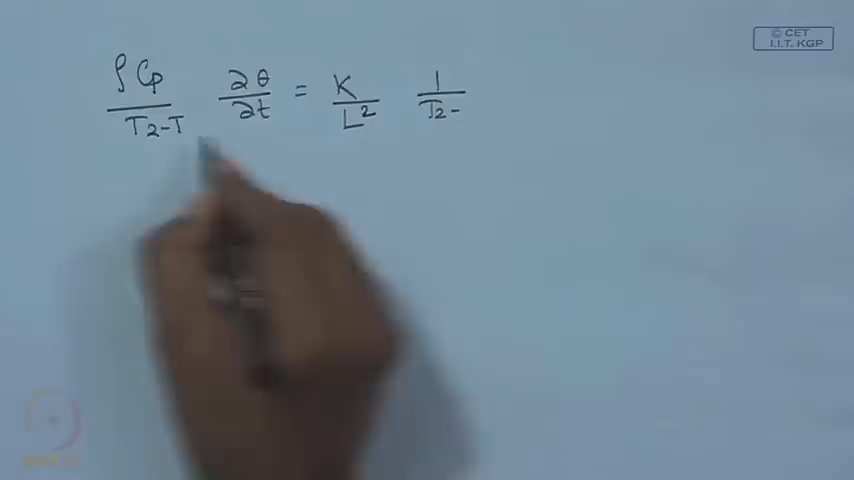 © CET
I.I.T. KGP
ρ Cp / T2-T ∂θ / ∂t = K / L² 1 / T2-